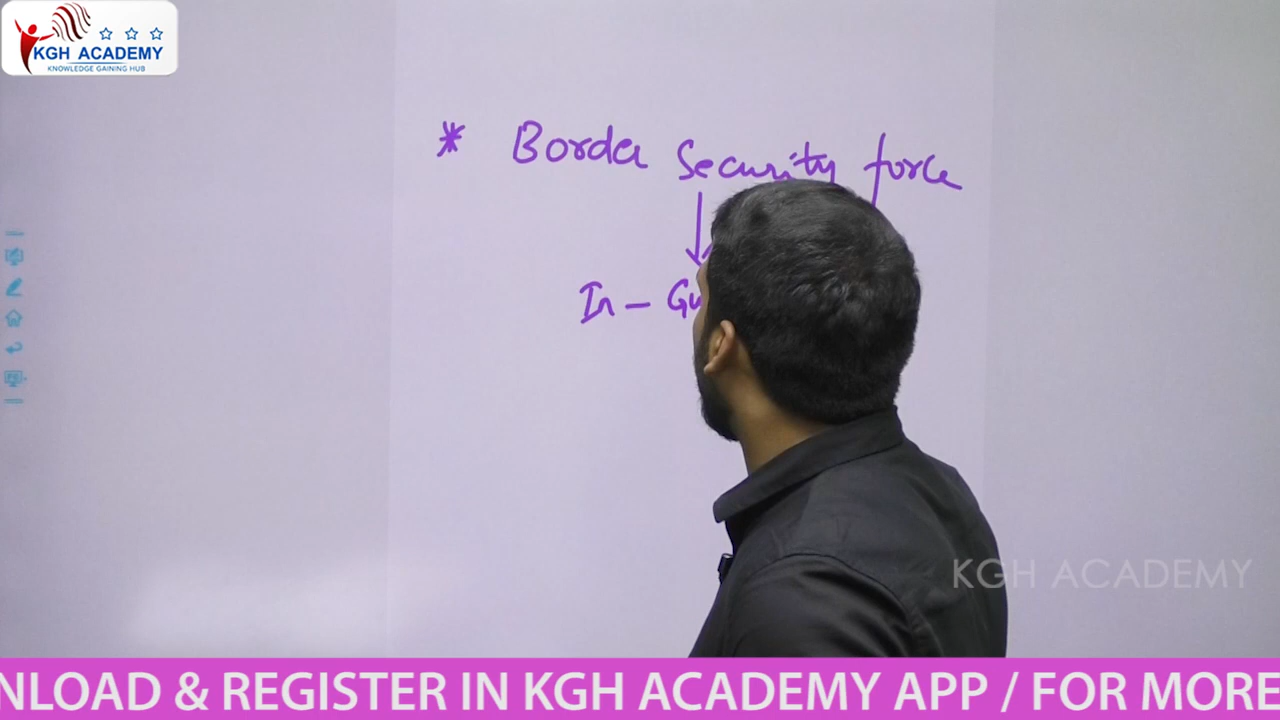 KGH ACADEMY
KNOWLEDGE GAINING HUB
* Border Security force
In - Gu
KGH ACADEMY
NLOAD & REGISTER IN KGH ACADEMY APP / FOR MORE